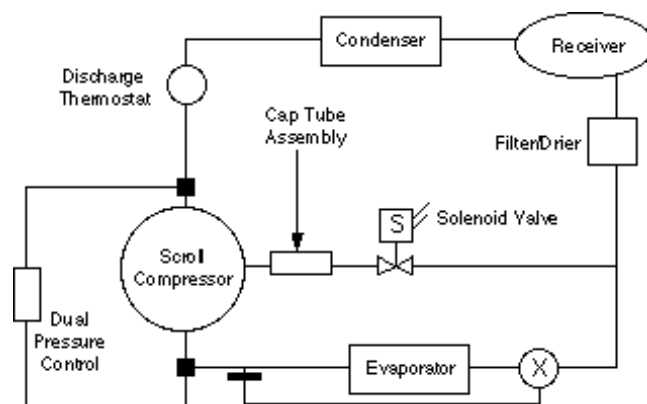 Condenser
Receiver
Discharge
Thermostat
Cap Tube
Assembly
Filter/Drier
S
Solenoid Valve
Scroll
Compressor
Dual
Pressure
Control
Evaporator
X